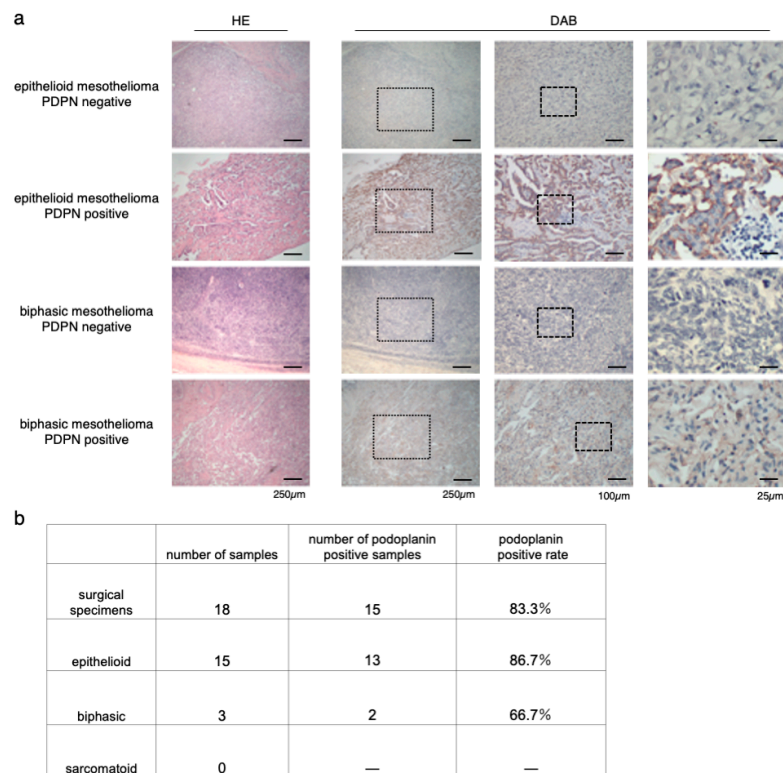 a
HE
DAB
epithelioid mesothelioma
PDPN negative
epithelioid mesothelioma
PDPN positive
biphasic mesothelioma
PDPN negative
biphasic mesothelioma
PDPN positive
250μm
250μm
100μm
25μm
b
number of samples
number of podoplanin
positive samples
podoplanin
positive rate
surgical
specimens
18
15
83.3%
epithelioid
15
13
86.7%
biphasic
3
2
66.7%
sarcomatoid
0
—
—